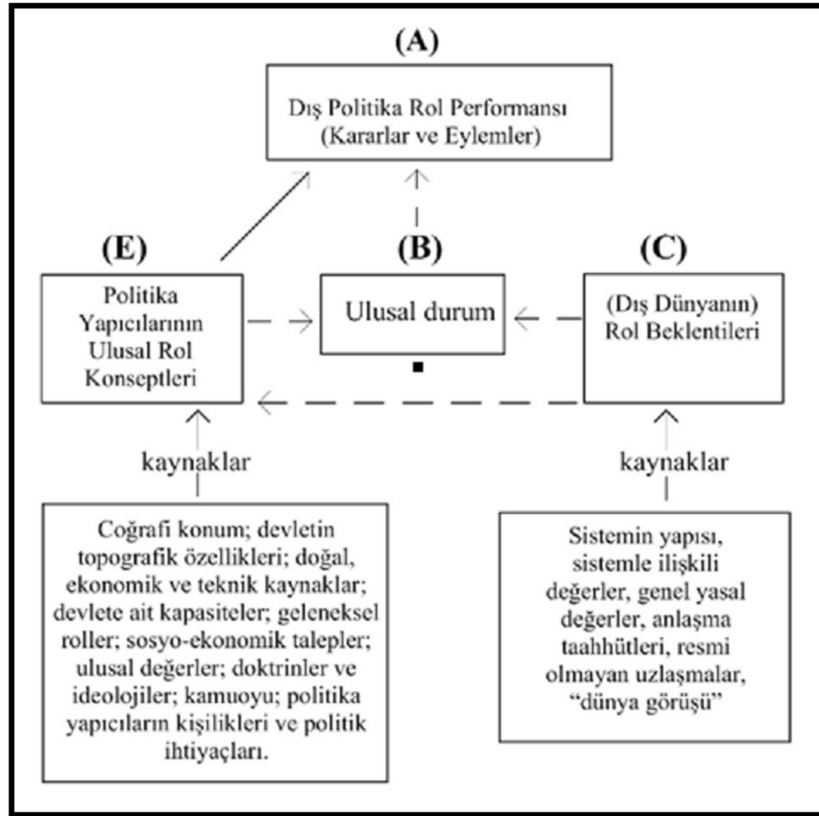 (A)
Dış Politika Rol Performansı
(Kararlar ve Eylemler)
(E)
(B)
(C)
Politika
Yapıcılarının
Ulusal Rol
Konseptleri
Ulusal durum
(Dış Dünyanın)
Rol Beklentileri
kaynaklar
kaynaklar
Coğrafi konum; devletin
topografik özellikleri; doğal,
ekonomik ve teknik kaynaklar;
devlete ait kapasiteler; geleneksel
roller; sosyo-ekonomik talepler;
ulusal değerler; doktrinler ve
ideolojiler; kamuoyu; politika
yapıcıların kişilikleri ve politik
ihtiyaçları.
Sistemin yapısı,
sistemle ilişkili
değerler, genel yasal
değerler, anlaşma
taahhütleri, resmi
olmayan uzlaşmalar,
“dünya görüşü”